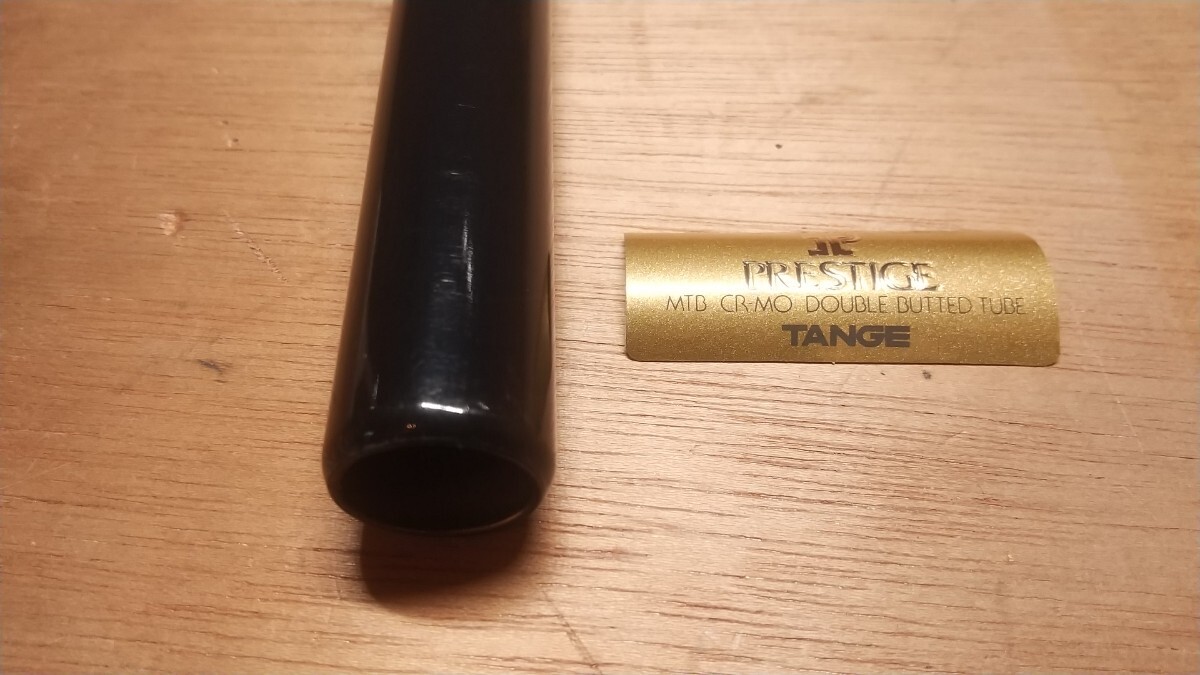 PRESTIGE
MTB CR-MO DOUBLE BUTTED TUBE
TANGE